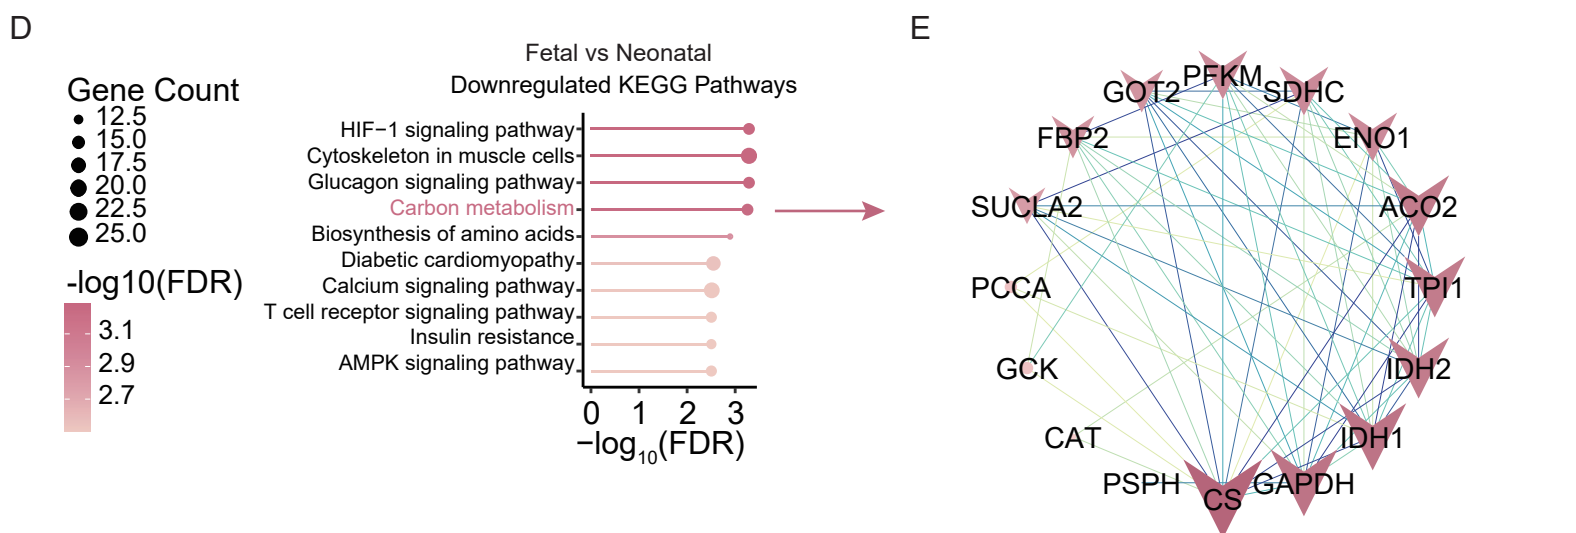 D
E
Fetal vs Neonatal
Downregulated KEGG Pathways
Gene Count
12.5
15.0
17.5
20.0
22.5
25.0
-log10(FDR)
3.1
2.9
2.7
HIF−1 signaling pathway
Cytoskeleton in muscle cells
Glucagon signaling pathway
Carbon metabolism
Biosynthesis of amino acids
Diabetic cardiomyopathy
Calcium signaling pathway
T cell receptor signaling pathway
Insulin resistance
AMPK signaling pathway
0 1 2 3
−log10(FDR)
PFKM
GOT2
SDHC
FBP2
ENO1
SUCLA2
ACO2
PCCA
TPI1
GCK
IDH2
CAT
IDH1
PSPH
CS
GAPDH